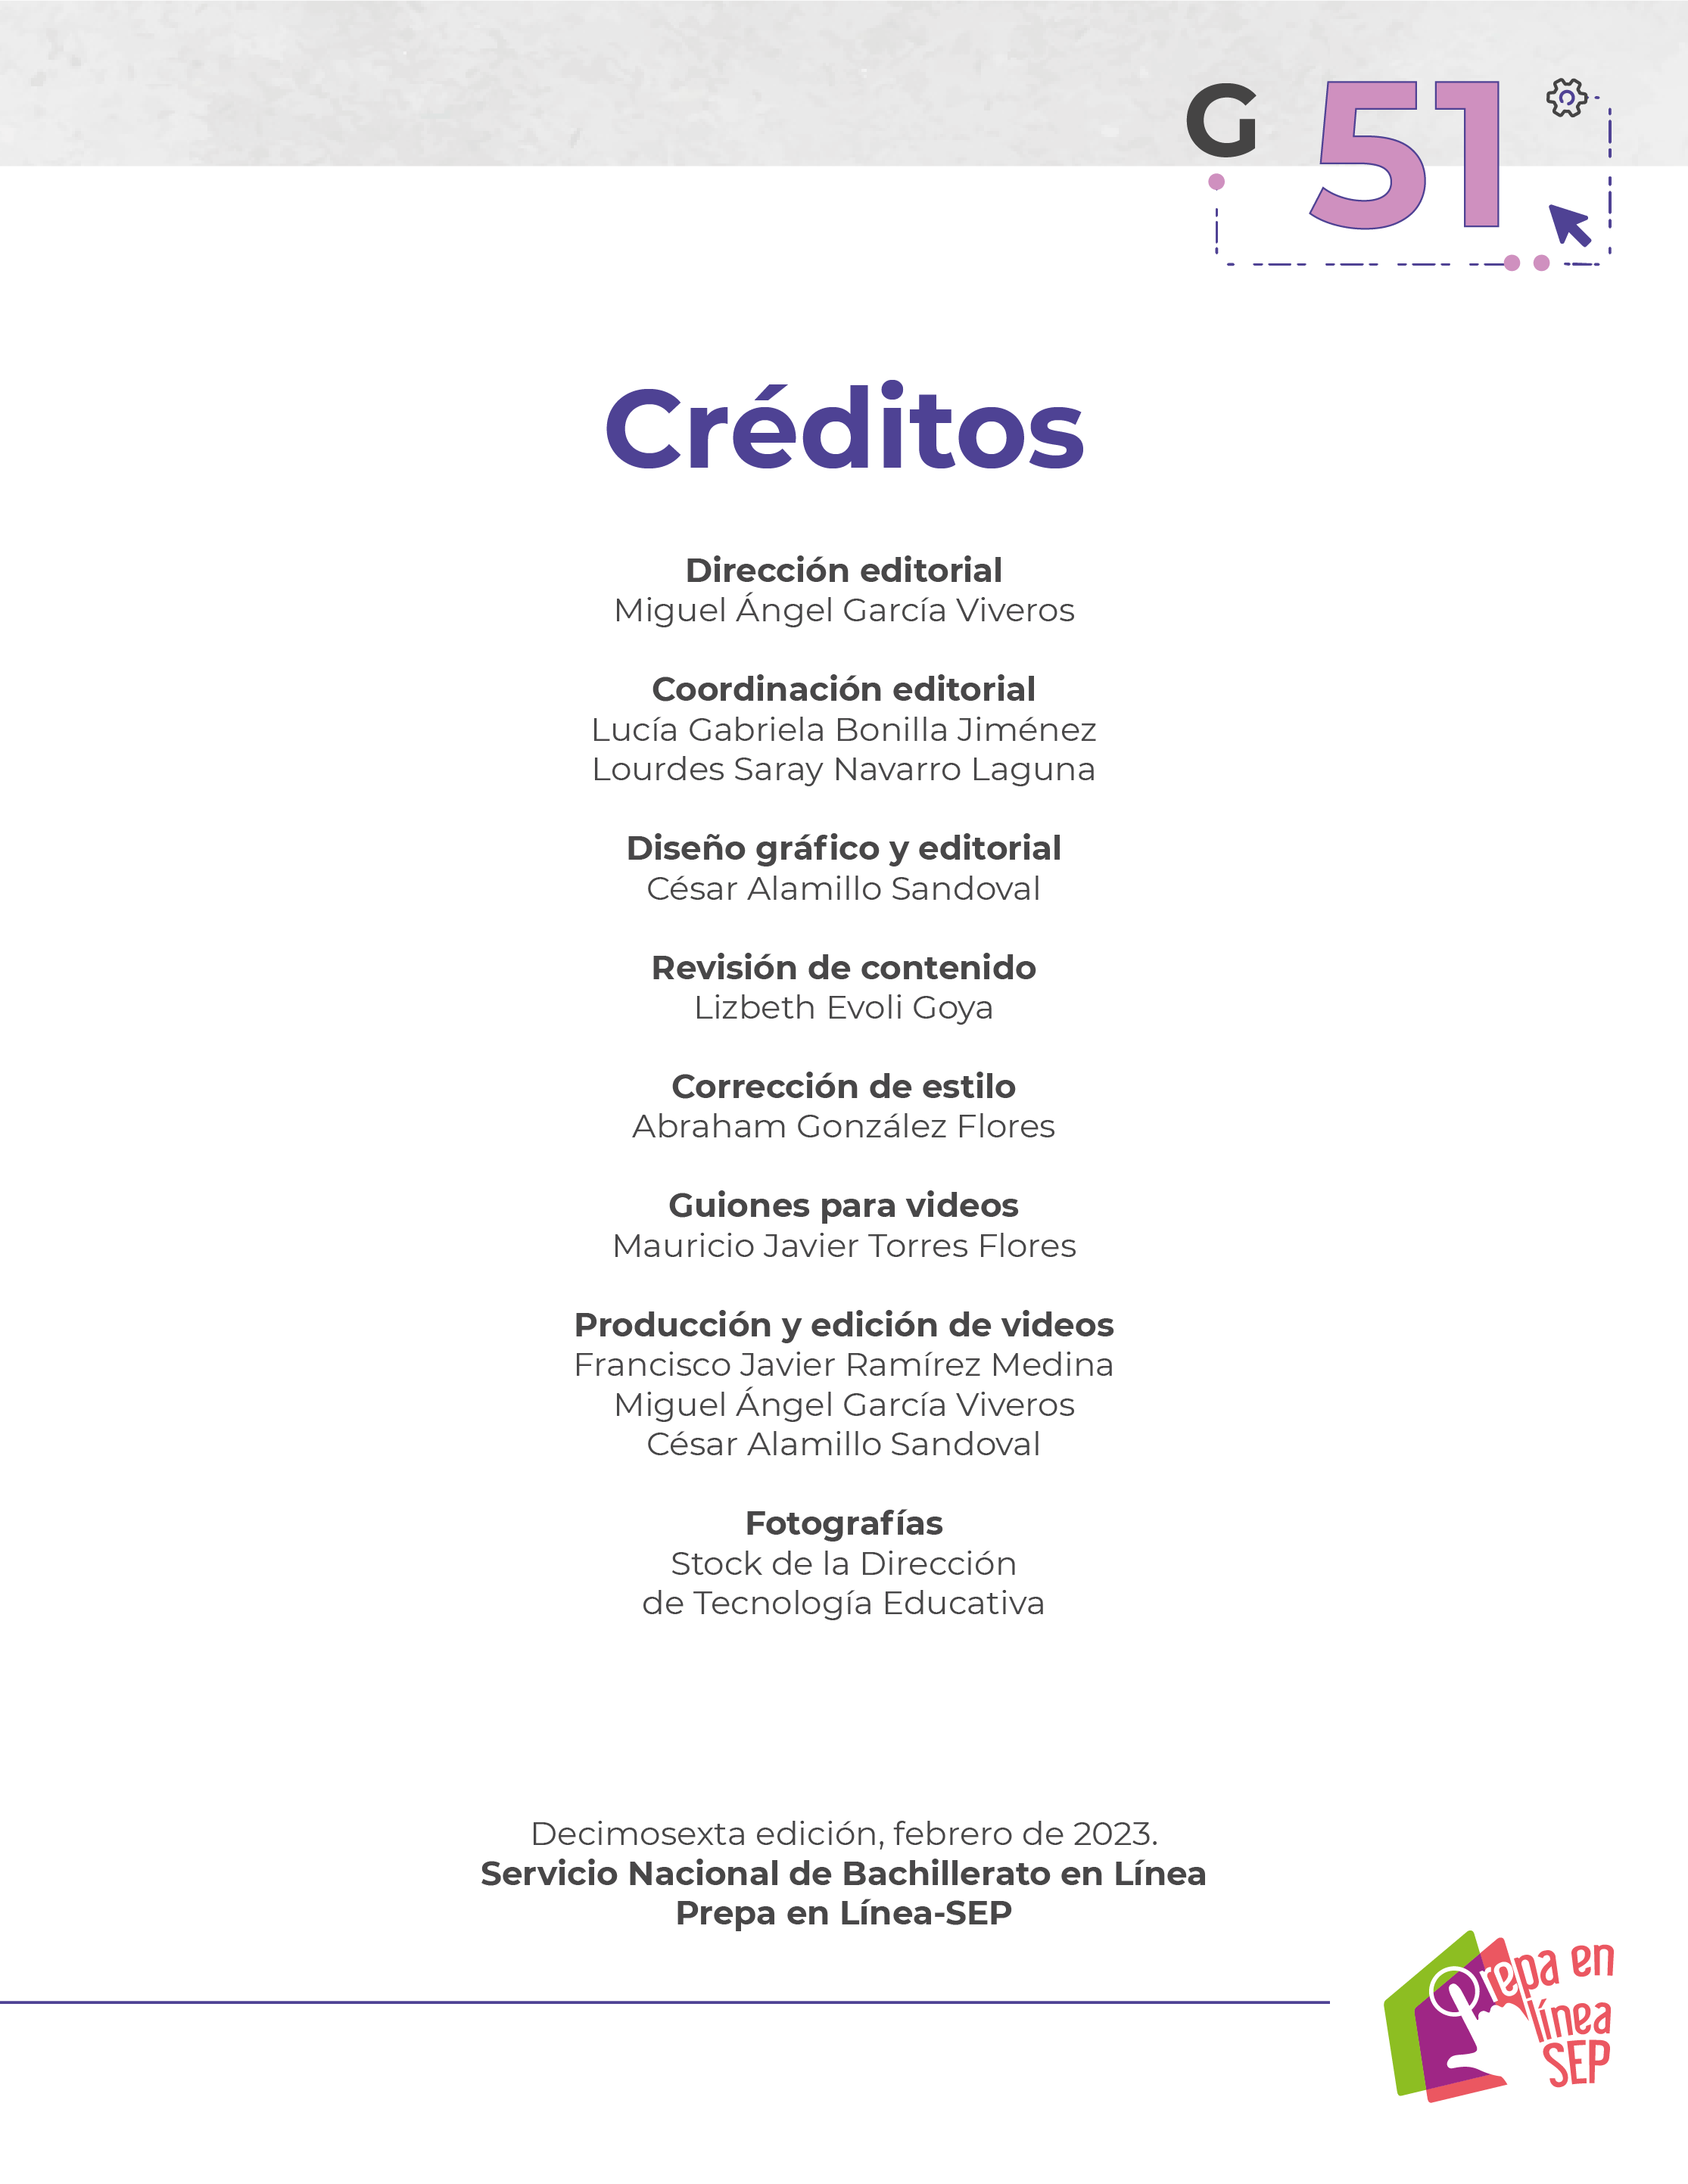 G 51
Créditos
Dirección editorial
Miguel Ángel García Viveros
Coordinación editorial
Lucía Gabriela Bonilla Jiménez
Lourdes Saray Navarro Laguna
Diseño gráfico y editorial
César Alamillo Sandoval
Revisión de contenido
Lizbeth Evoli Goya
Corrección de estilo
Abraham González Flores
Guiones para videos
Mauricio Javier Torres Flores
Producción y edición de videos
Francisco Javier Ramírez Medina
Miguel Ángel García Viveros
César Alamillo Sandoval
Fotografías
Stock de la Dirección
de Tecnología Educativa
Decimosexta edición, febrero de 2023.
Servicio Nacional de Bachillerato en Línea
Prepa en Línea-SEP
Prepa en
línea
SEP